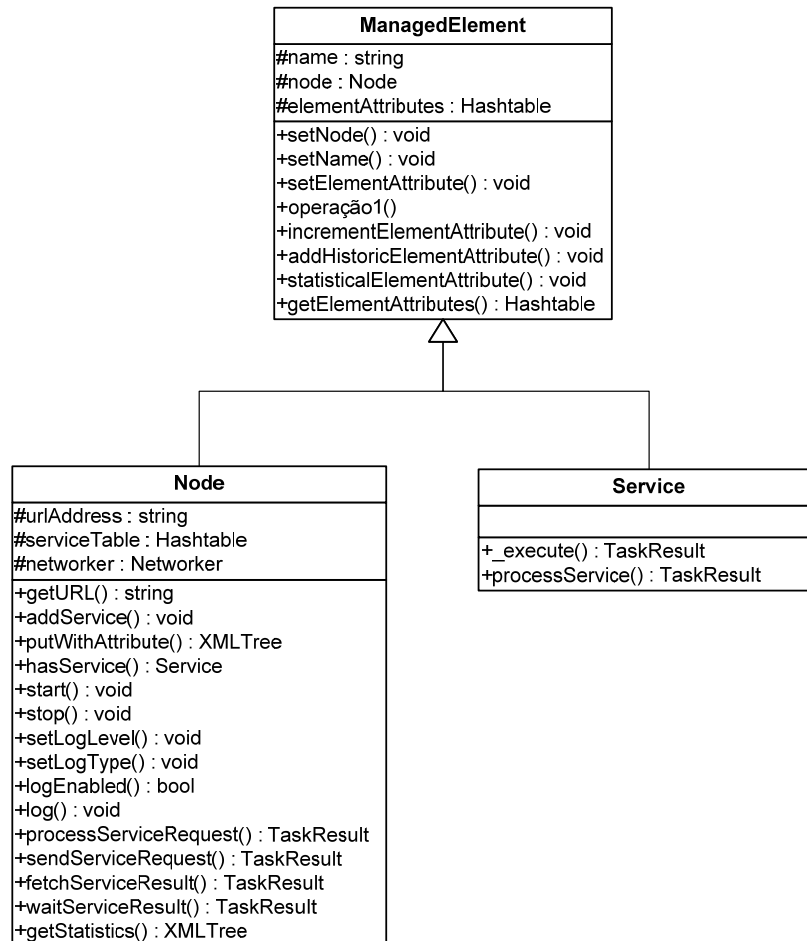 ManagedElement
#name : string
#node : Node
#elementAttributes : Hashtable
+setNode() : void
+setName() : void
+setElementAttribute() : void
+operação1()
+incrementElementAttribute() : void
+addHistoricElementAttribute() : void
+statisticalElementAttribute() : void
+getElementAttributes() : Hashtable
Node
#urlAddress : string
#serviceTable : Hashtable
#networker : Networker
+getURL() : string
+addService() : void
+putWithAttribute() : XMLTree
+hasService() : Service
+start() : void
+stop() : void
+setLogLevel() : void
+setLogType() : void
+logEnabled() : bool
+log() : void
+processServiceRequest() : TaskResult
+sendServiceRequest() : TaskResult
+fetchServiceResult() : TaskResult
+waitServiceResult() : TaskResult
+getStatistics() : XMLTree
Service
+_execute() : TaskResult
+processService() : TaskResult